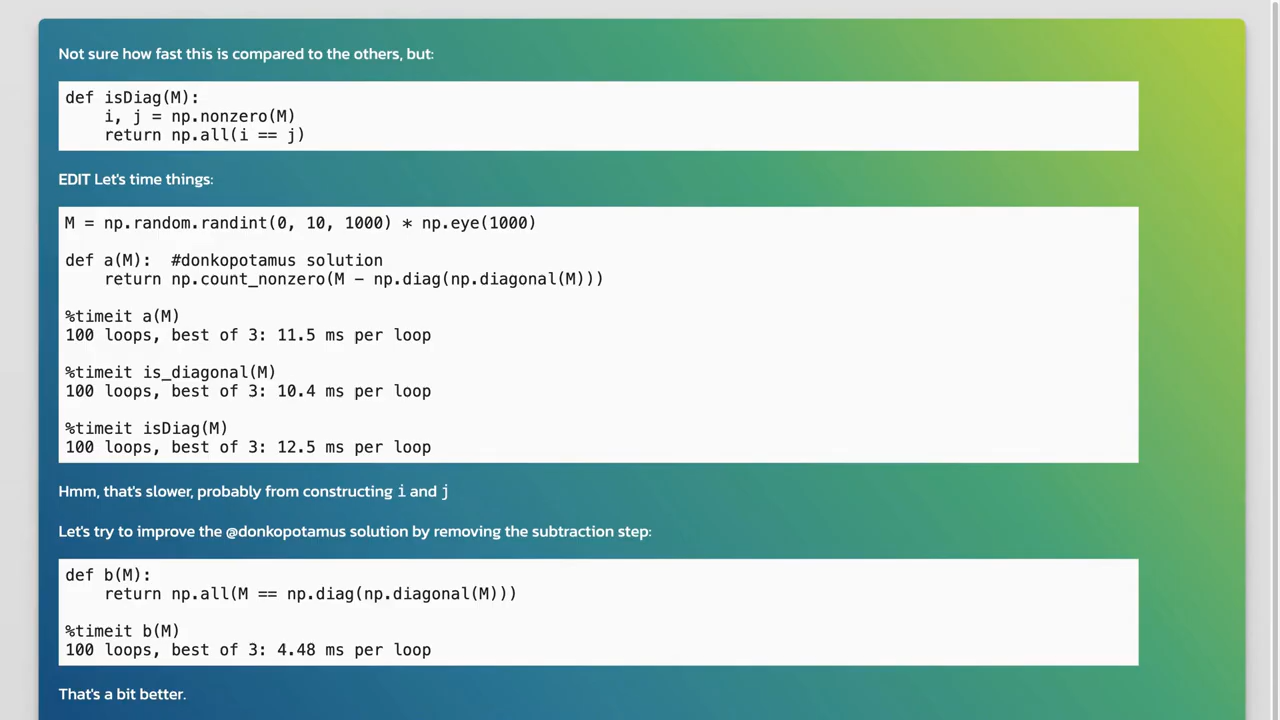 Not sure how fast this is compared to the others, but:
def isDiag(M):
    i, j = np.nonzero(M)
    return np.all(i == j)
EDIT Let's time things:
M = np.random.randint(0, 10, 1000) * np.eye(1000)
def a(M):  #donkopotamus solution
    return np.count_nonzero(M - np.diag(np.diagonal(M)))
%timeit a(M)
100 loops, best of 3: 11.5 ms per loop
%timeit is_diagonal(M)
100 loops, best of 3: 10.4 ms per loop
%timeit isDiag(M)
100 loops, best of 3: 12.5 ms per loop
Hmm, that's slower, probably from constructing i and j
Let's try to improve the @donkopotamus solution by removing the subtraction step:
def b(M):
    return np.all(M == np.diag(np.diagonal(M)))
%timeit b(M)
100 loops, best of 3: 4.48 ms per loop
That's a bit better.